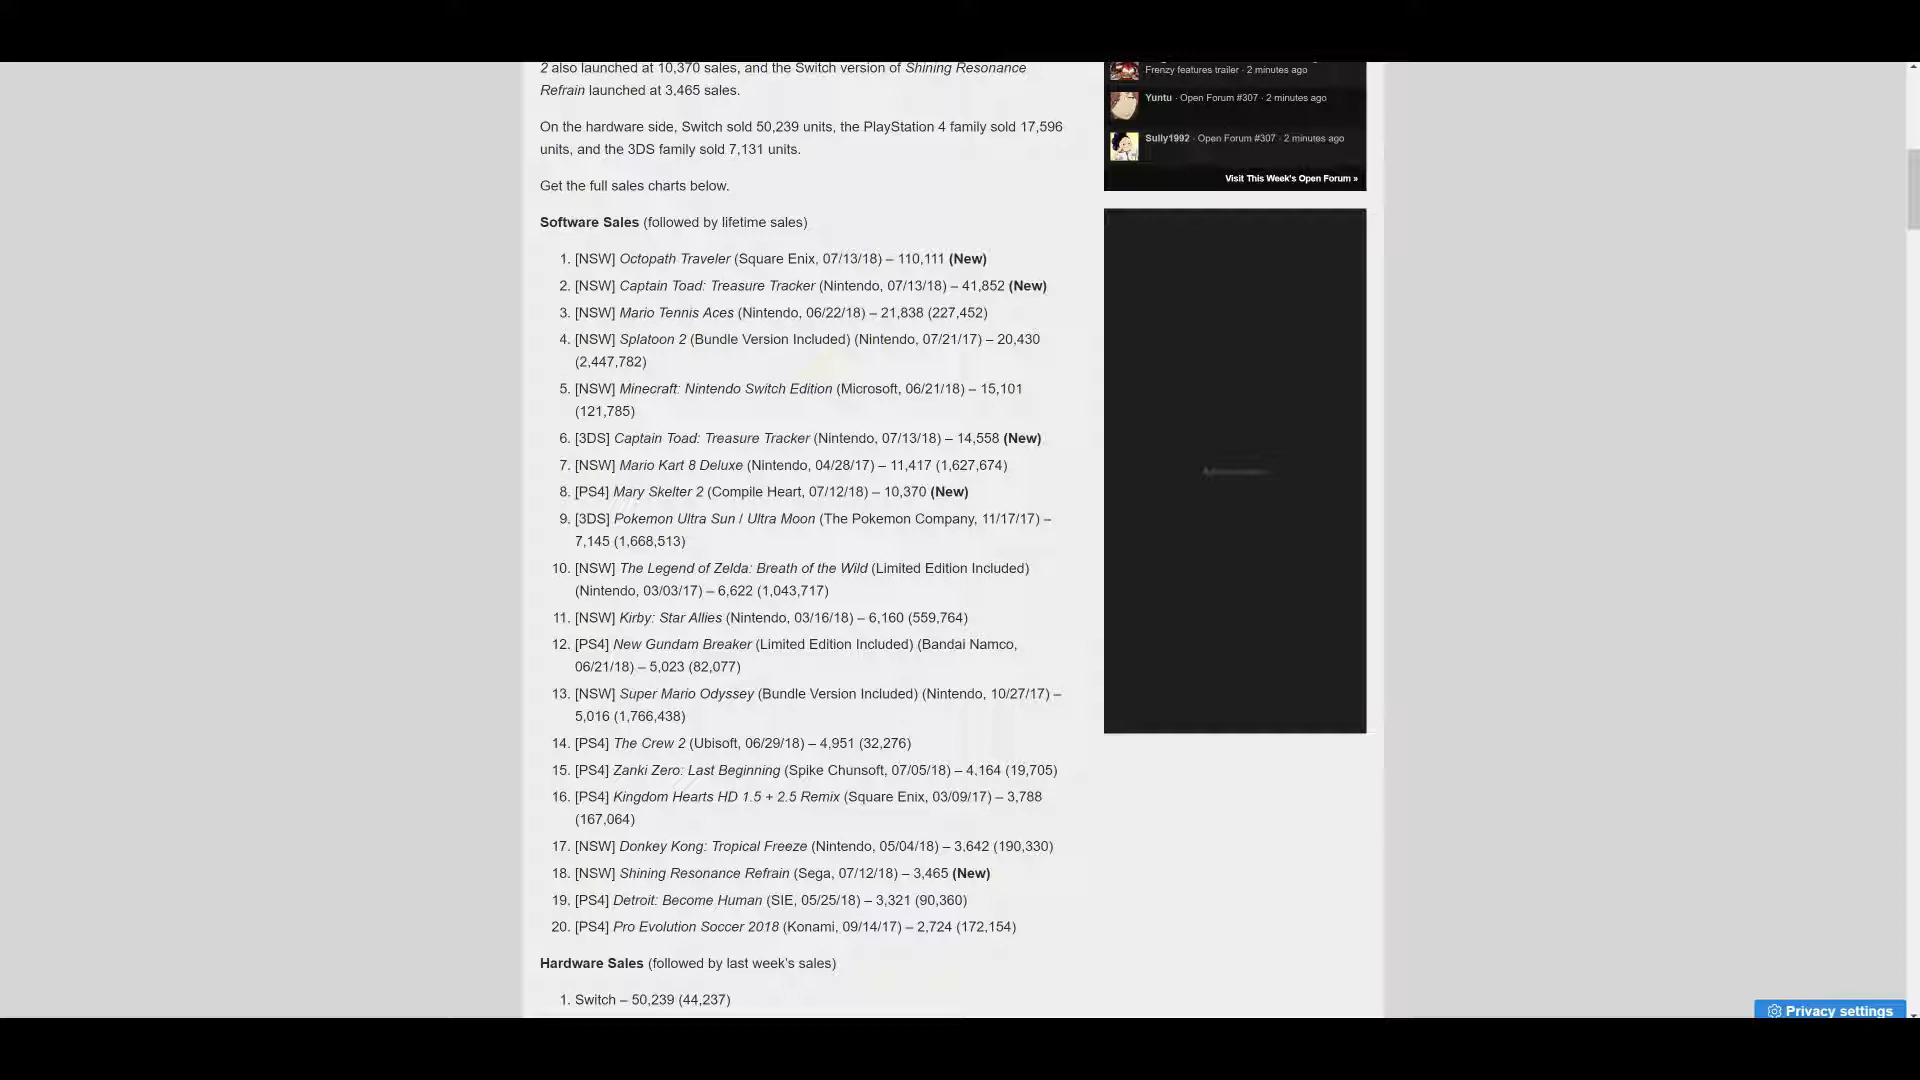 2 also launched at 10,370 sales, and the Switch version of Shining Resonance
Refrain launched at 3,465 sales.
On the hardware side, Switch sold 50,239 units, the PlayStation 4 family sold 17,596
units, and the 3DS family sold 7,131 units.
Get the full sales charts below.
Software Sales (followed by lifetime sales)
1. [NSW] Octopath Traveler (Square Enix, 07/13/18) – 110,111 (New)
2. [NSW] Captain Toad: Treasure Tracker (Nintendo, 07/13/18) – 41,852 (New)
3. [NSW] Mario Tennis Aces (Nintendo, 06/22/18) – 21,838 (227,452)
4. [NSW] Splatoon 2 (Bundle Version Included) (Nintendo, 07/21/17) – 20,430
(2,447,782)
5. [NSW] Minecraft: Nintendo Switch Edition (Microsoft, 06/21/18) – 15,101
(121,785)
6. [3DS] Captain Toad: Treasure Tracker (Nintendo, 07/13/18) – 14,558 (New)
7. [NSW] Mario Kart 8 Deluxe (Nintendo, 04/28/17) – 11,417 (1,627,674)
8. [PS4] Mary Skelter 2 (Compile Heart, 07/12/18) – 10,370 (New)
9. [3DS] Pokemon Ultra Sun / Ultra Moon (The Pokemon Company, 11/17/17) –
7,145 (1,668,513)
10. [NSW] The Legend of Zelda: Breath of the Wild (Limited Edition Included)
(Nintendo, 03/03/17) – 6,622 (1,043,717)
11. [NSW] Kirby: Star Allies (Nintendo, 03/16/18) – 6,160 (559,764)
12. [PS4] New Gundam Breaker (Limited Edition Included) (Bandai Namco,
06/21/18) – 5,023 (82,077)
13. [NSW] Super Mario Odyssey (Bundle Version Included) (Nintendo, 10/27/17) –
5,016 (1,766,438)
14. [PS4] The Crew 2 (Ubisoft, 06/29/18) – 4,951 (32,276)
15. [PS4] Zanki Zero: Last Beginning (Spike Chunsoft, 07/05/18) – 4,164 (19,705)
16. [PS4] Kingdom Hearts HD 1.5 + 2.5 Remix (Square Enix, 03/09/17) – 3,788
(167,064)
17. [NSW] Donkey Kong: Tropical Freeze (Nintendo, 05/04/18) – 3,642 (190,330)
18. [NSW] Shining Resonance Refrain (Sega, 07/12/18) – 3,465 (New)
19. [PS4] Detroit: Become Human (SIE, 05/25/18) – 3,321 (90,360)
20. [PS4] Pro Evolution Soccer 2018 (Konami, 09/14/17) – 2,724 (172,154)
Hardware Sales (followed by last week's sales)
1. Switch – 50,239 (44,237)
Frenzy features trailer · 2 minutes ago
Yuntu · Open Forum #307 · 2 minutes ago
Sully1992 · Open Forum #307 · 2 minutes ago
Visit This Week's Open Forum »
Privacy settings